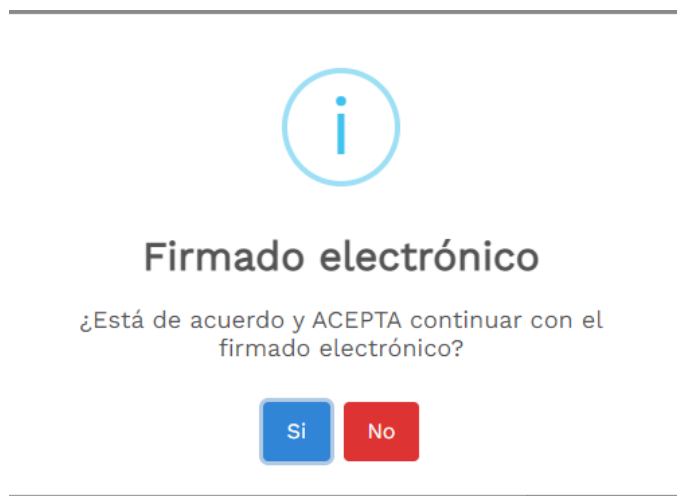 Firmado electrónico
¿Está de acuerdo y ACEPTA continuar con el
firmado electrónico?
Si No